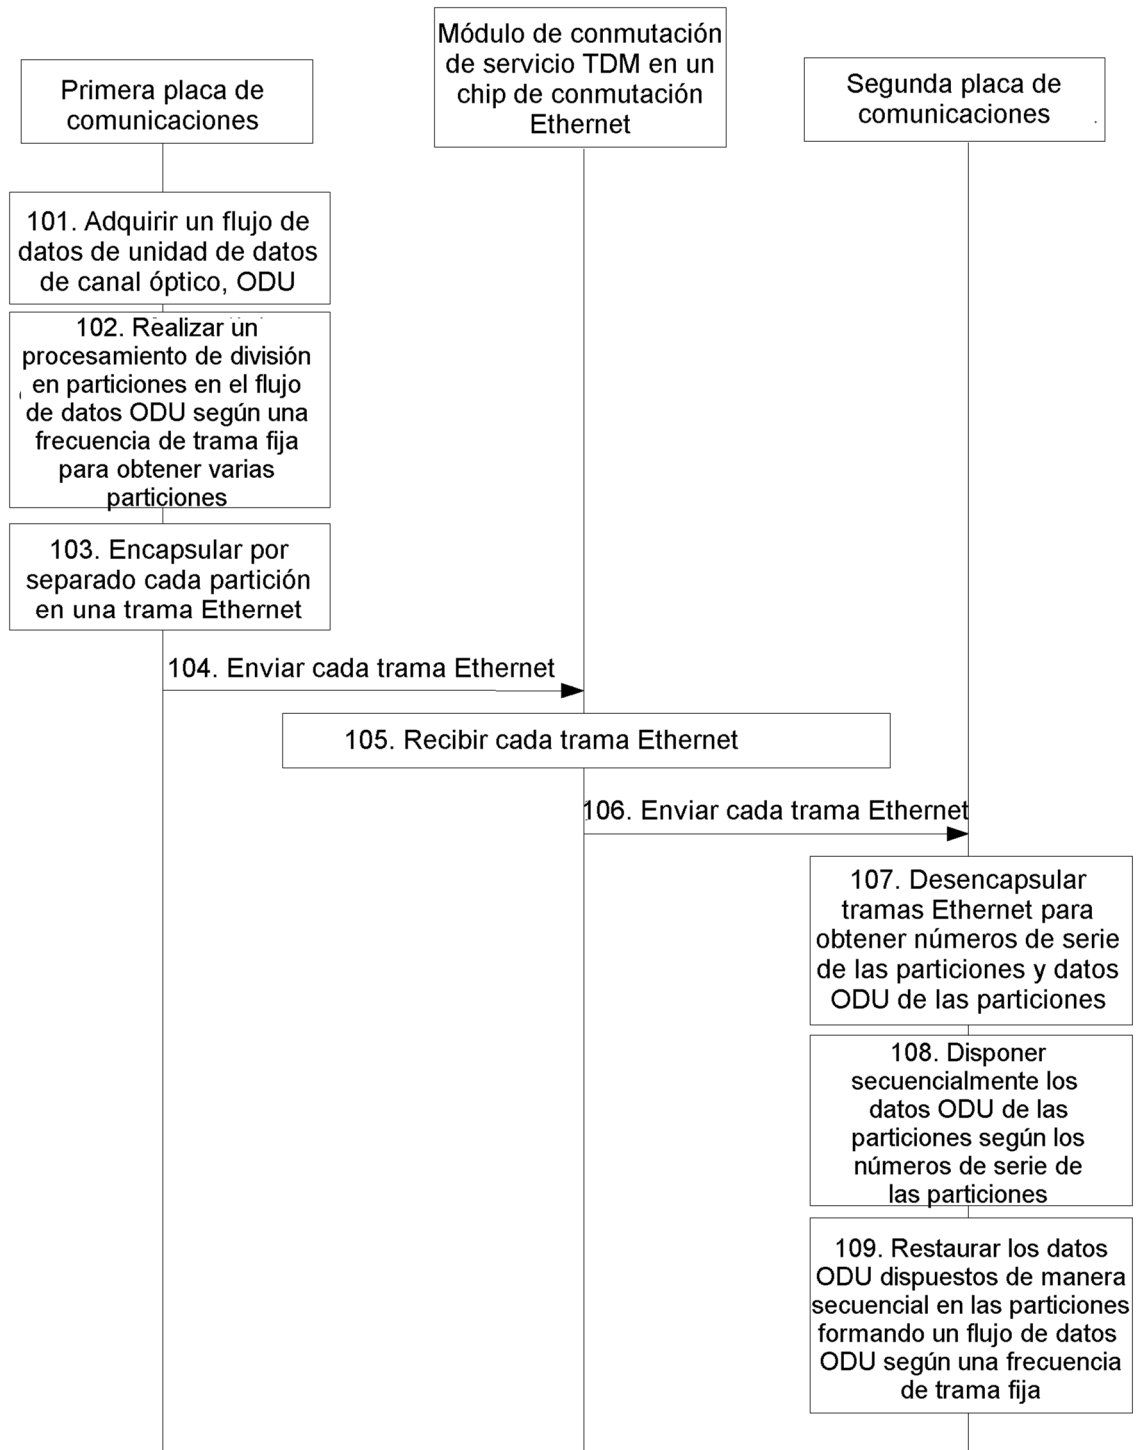 Primera placa de
comunicaciones
Módulo de conmutación
de servicio TDM en un
chip de conmutación
Ethernet
Segunda placa de
comunicaciones
101. Adquirir un flujo de
datos de unidad de datos
de canal óptico, ODU
102. Realizar un
procesamiento de división
en particiones en el flujo
de datos ODU según una
frecuencia de trama fija
para obtener varias
particiones
103. Encapsular por
separado cada partición
en una trama Ethernet
104. Enviar cada trama Ethernet
105. Recibir cada trama Ethernet
106. Enviar cada trama Ethernet
107. Desencapsular
tramas Ethernet para
obtener números de serie
de las particiones y datos
ODU de las particiones
108. Disponer
secuencialmente los
datos ODU de las
particiones según los
números de serie de
las particiones
109. Restaurar los datos
ODU dispuestos de manera
secuencial en las particiones
formando un flujo de datos
ODU según una frecuencia
de trama fija